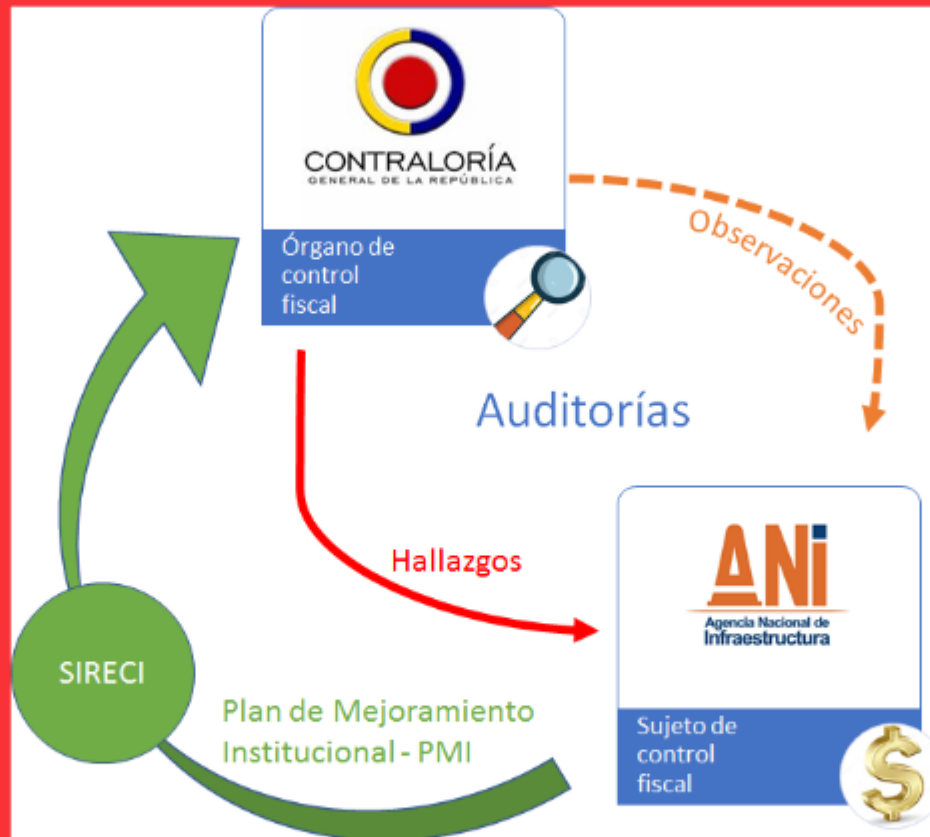 CONTRALORÍA
GENERAL DE LA REPÚBLICA
Órgano de
control
fiscal
Observaciones
Auditorías
Hallazgos
ANi
Agencia Nacional de
Infraestructura
SIRECI
Plan de Mejoramiento
Institucional - PMI
Sujeto de
control
fiscal
$